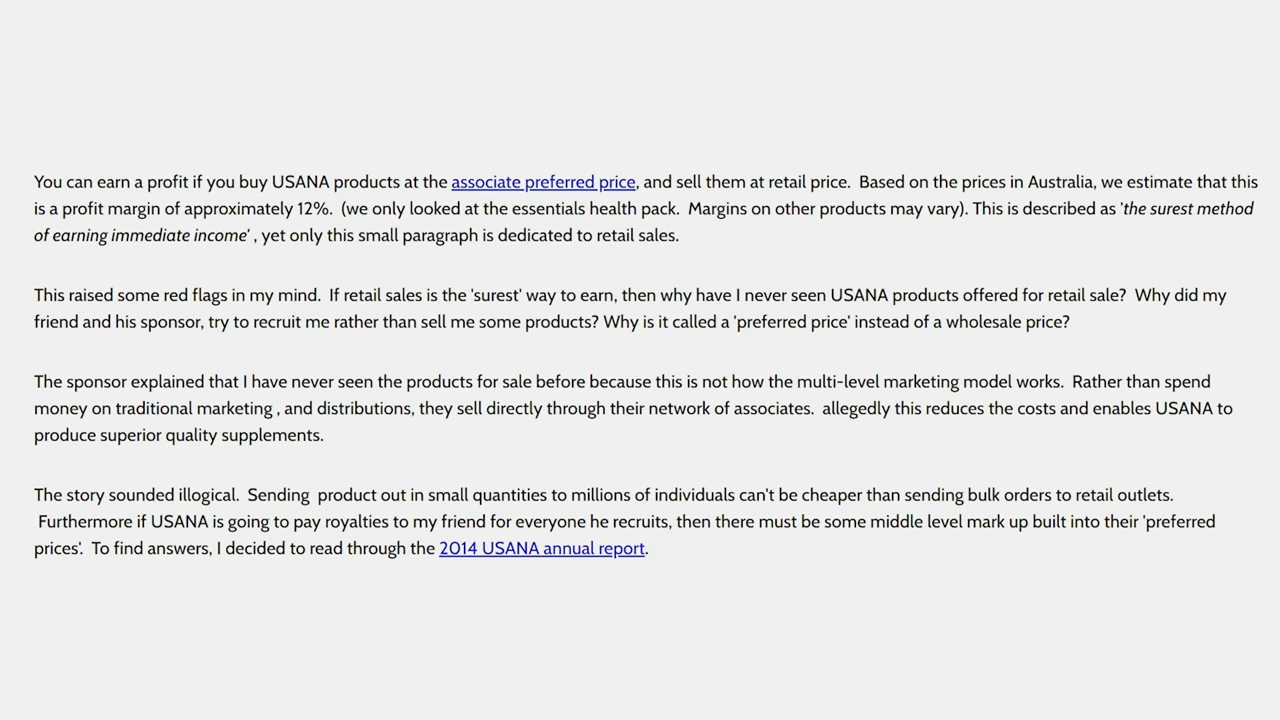 You can earn a profit if you buy USANA products at the associate preferred price, and sell them at retail price.  Based on the prices in Australia, we estimate that this
is a profit margin of approximately 12%.  (we only looked at the essentials health pack.  Margins on other products may vary). This is described as 'the surest method
of earning immediate income' , yet only this small paragraph is dedicated to retail sales.
This raised some red flags in my mind.  If retail sales is the 'surest' way to earn, then why have I never seen USANA products offered for retail sale?  Why did my
friend and his sponsor, try to recruit me rather than sell me some products? Why is it called a 'preferred price' instead of a wholesale price?
The sponsor explained that I have never seen the products for sale before because this is not how the multi-level marketing model works.  Rather than spend
money on traditional marketing , and distributions, they sell directly through their network of associates.  allegedly this reduces the costs and enables USANA to
produce superior quality supplements.
The story sounded illogical.  Sending  product out in small quantities to millions of individuals can't be cheaper than sending bulk orders to retail outlets.
Furthermore if USANA is going to pay royalties to my friend for everyone he recruits, then there must be some middle level mark up built into their 'preferred
prices'.  To find answers, I decided to read through the 2014 USANA annual report.